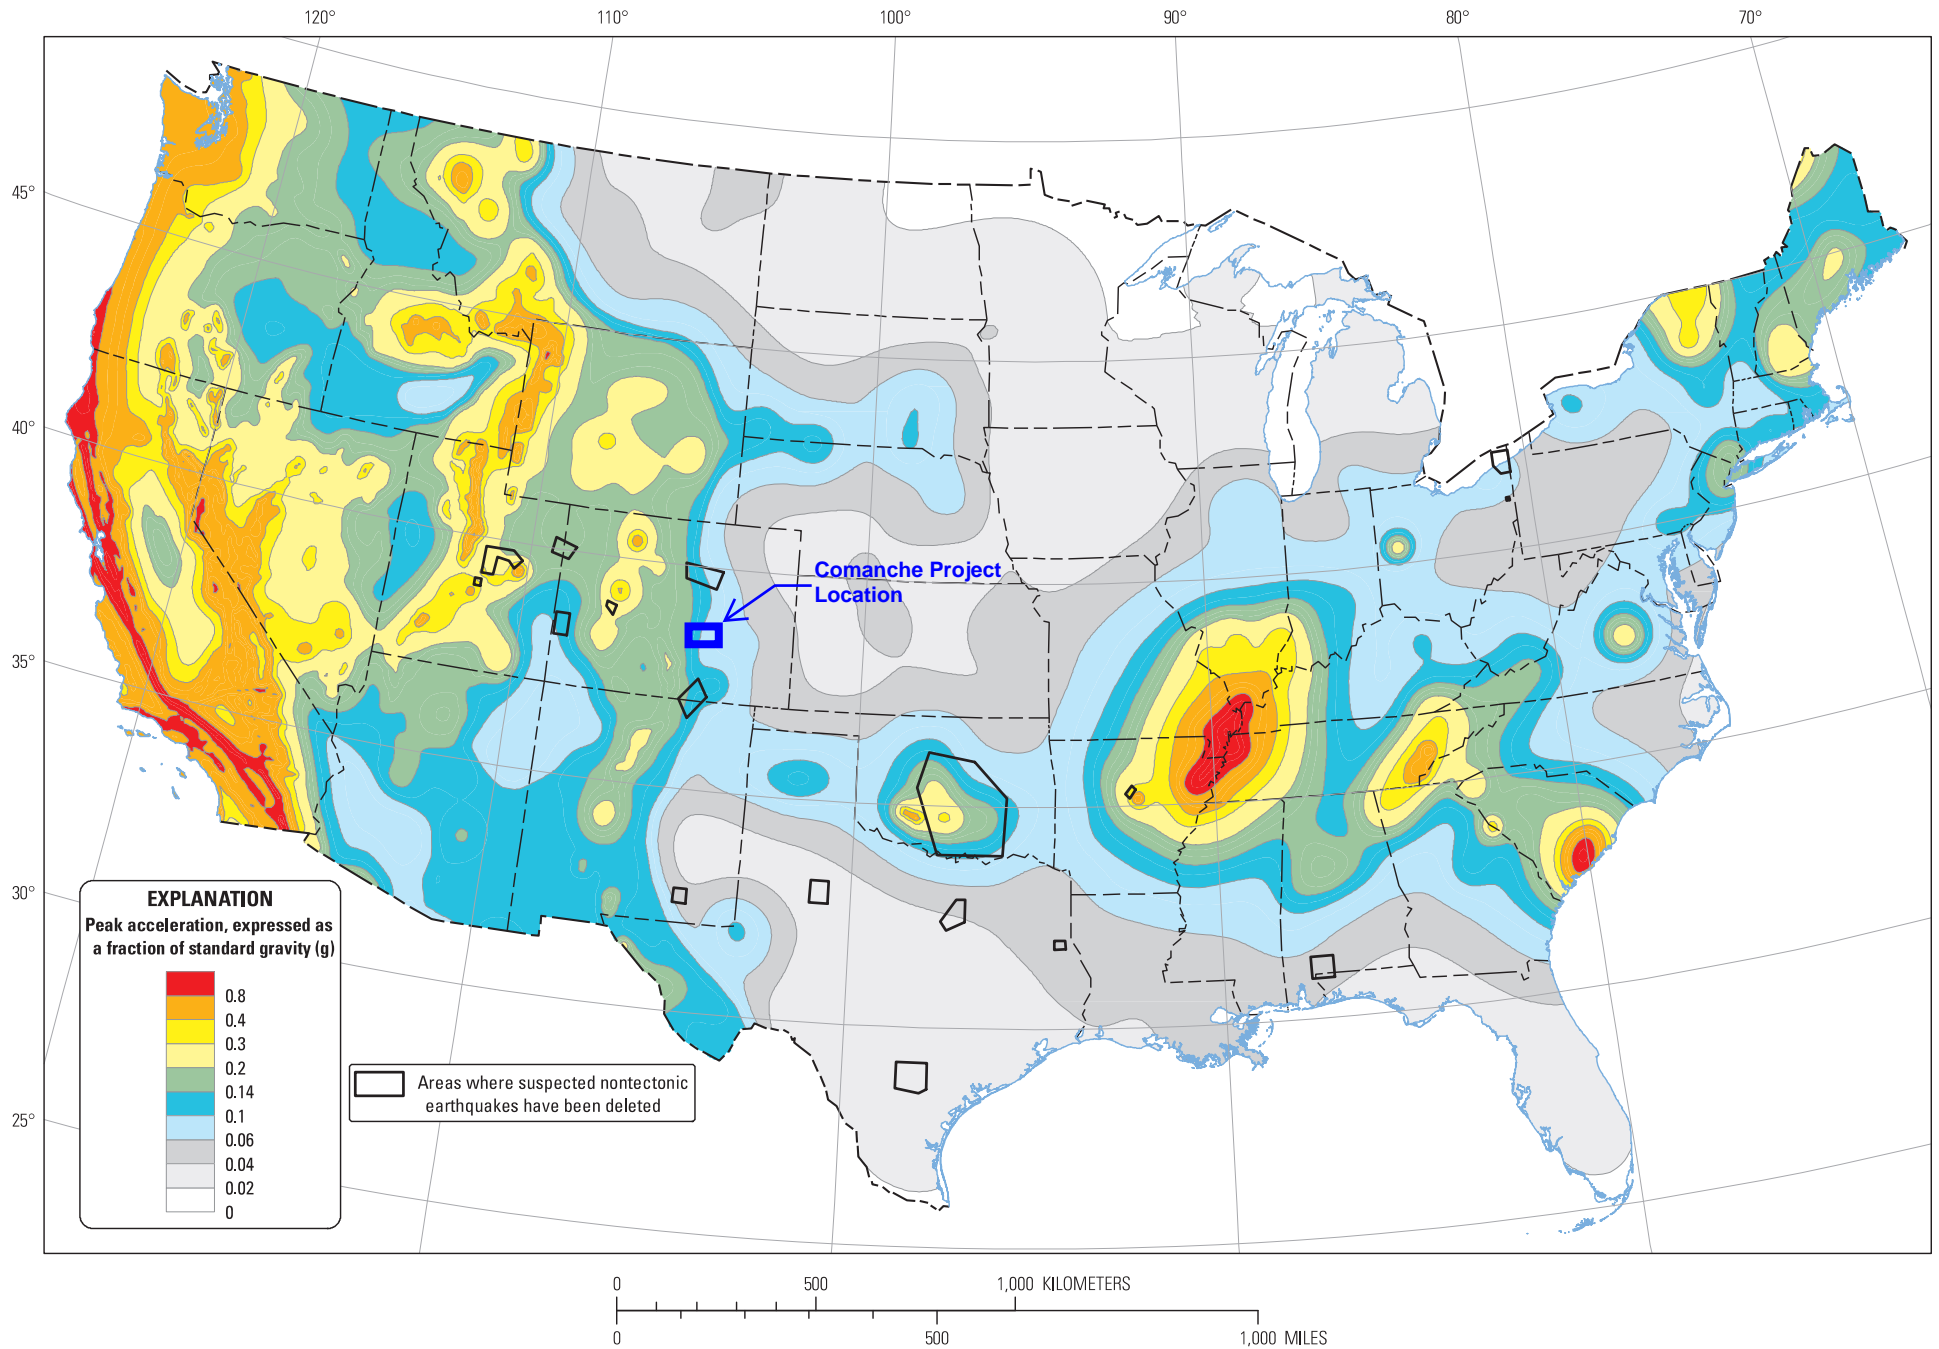 120°
110°
100°
90°
80°
70°
45°
40°
35°
30°
25°
Comanche Project
Location
EXPLANATION
Peak acceleration, expressed as
a fraction of standard gravity (g)
0.8
0.4
0.3
0.2
0.14
0.1
0.06
0.04
0.02
0
Areas where suspected nontectonic
earthquakes have been deleted
0 500 1,000 KILOMETERS
0 500 1,000 MILES